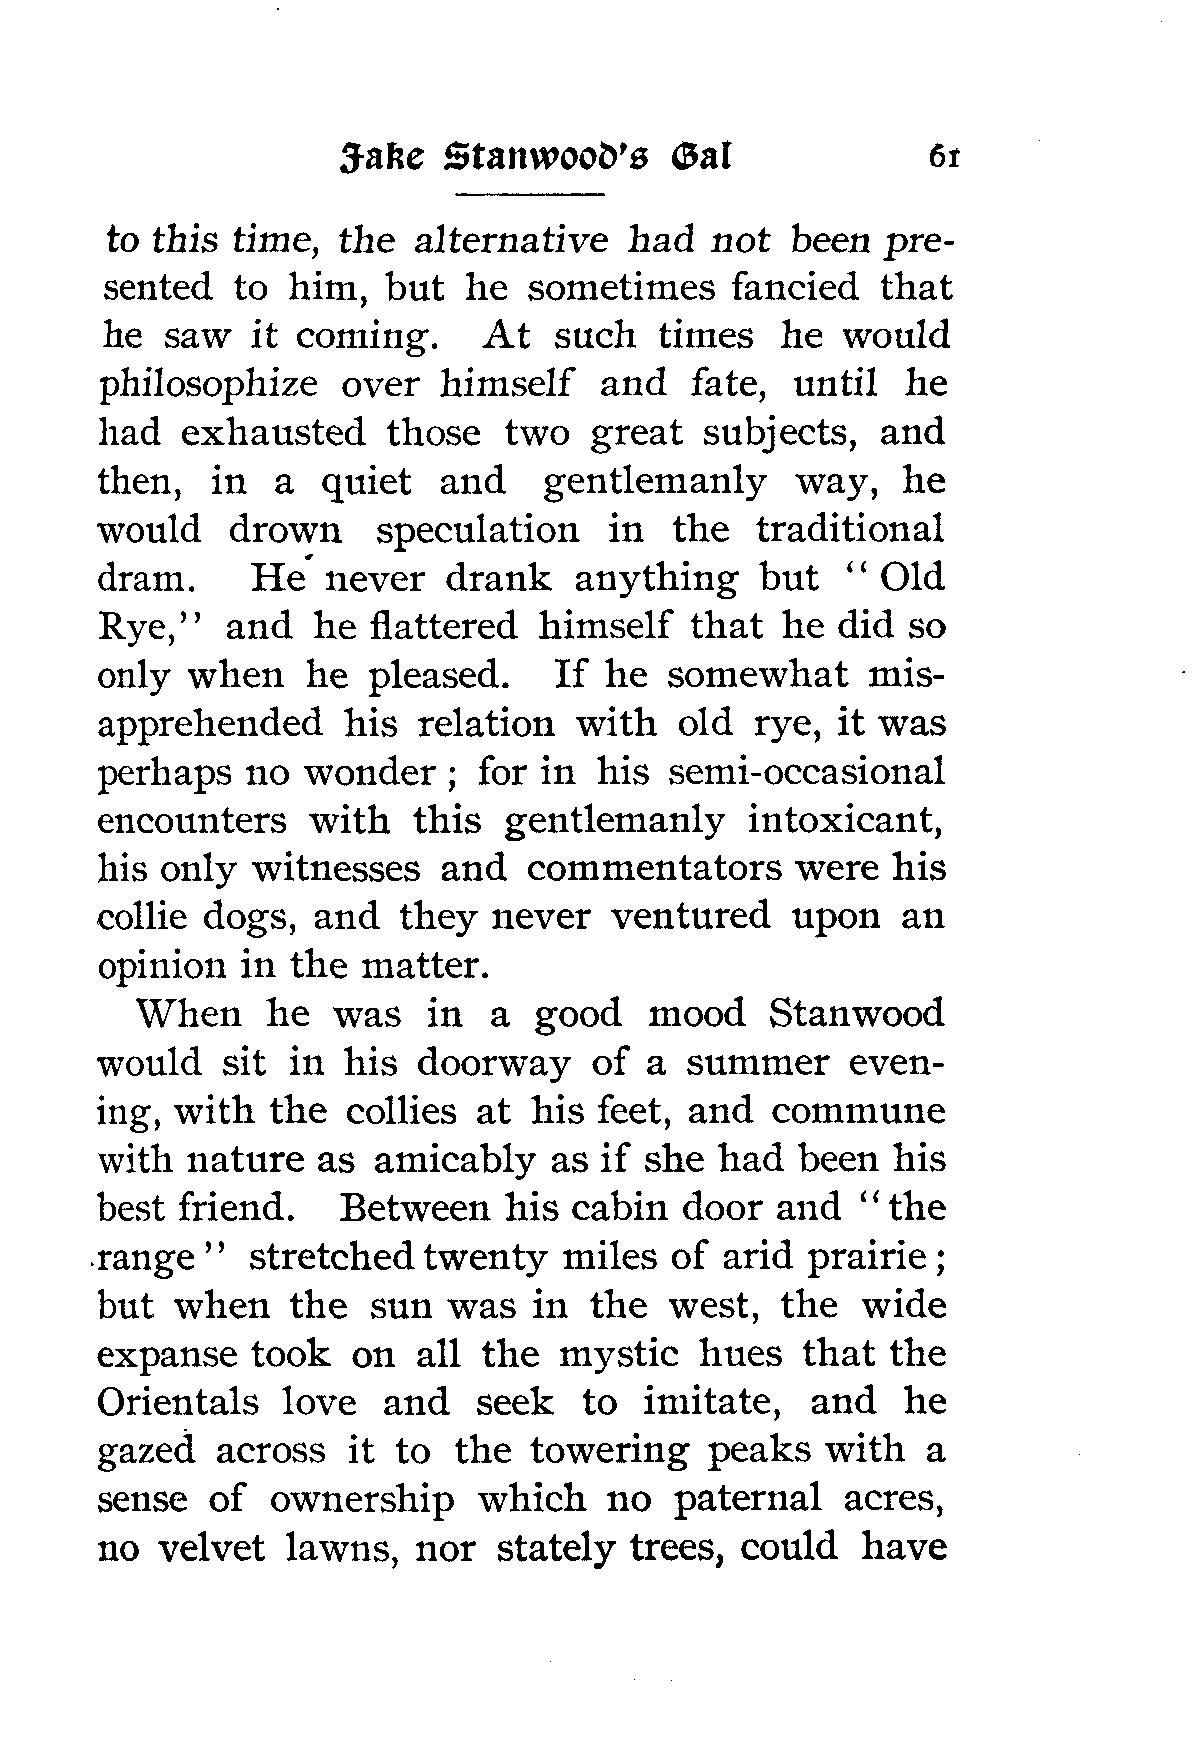 Jake Stanwood's Gal 61
to this time, the alternative had not been pre-
sented to him, but he sometimes fancied that
he saw it coming. At such times he would
philosophize over himself and fate, until he
had exhausted those two great subjects, and
then, in a quiet and gentlemanly way, he
would drown speculation in the traditional
dram. He never drank anything but "Old
Rye," and he flattered himself that he did so
only when he pleased. If he somewhat mis-
apprehended his relation with old rye, it was
perhaps no wonder; for in his semi-occasional
encounters with this gentlemanly intoxicant,
his only witnesses and commentators were his
collie dogs, and they never ventured upon an
opinion in the matter.
When he was in a good mood Stanwood
would sit in his doorway of a summer even-
ing, with the collies at his feet, and commune
with nature as amicably as if she had been his
best friend. Between his cabin door and "the
range" stretched twenty miles of arid prairie;
but when the sun was in the west, the wide
expanse took on all the mystic hues that the
Orientals love and seek to imitate, and he
gazed across it to the towering peaks with a
sense of ownership which no paternal acres,
no velvet lawns, nor stately trees, could have